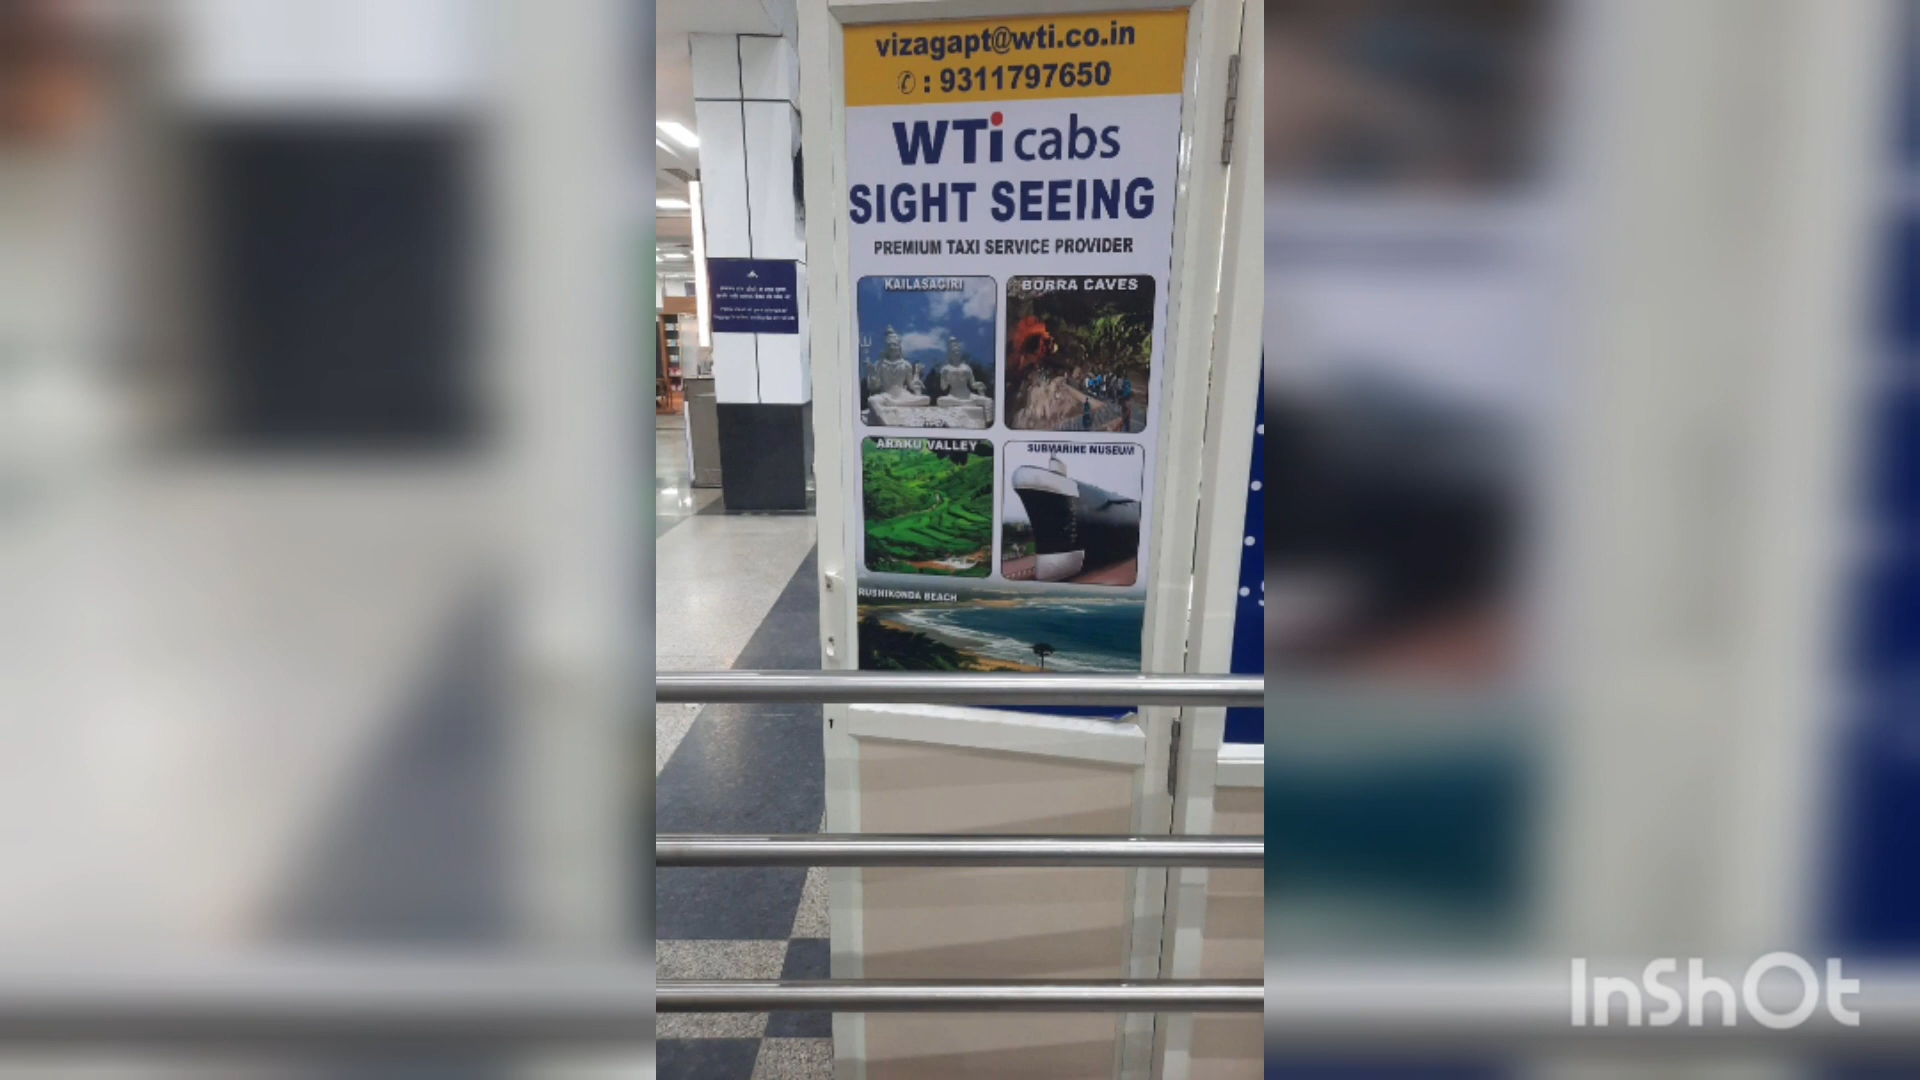 vizagapt@wti.co.in
✆ : 9311797650
WTi cabs
SIGHT SEEING
PREMIUM TAXI SERVICE PROVIDER
KAILASAGIRI
BORRA CAVES
ARAKU VALLEY
SUBMARINE MUSEUM
RUSHIKONDA BEACH
InShOt